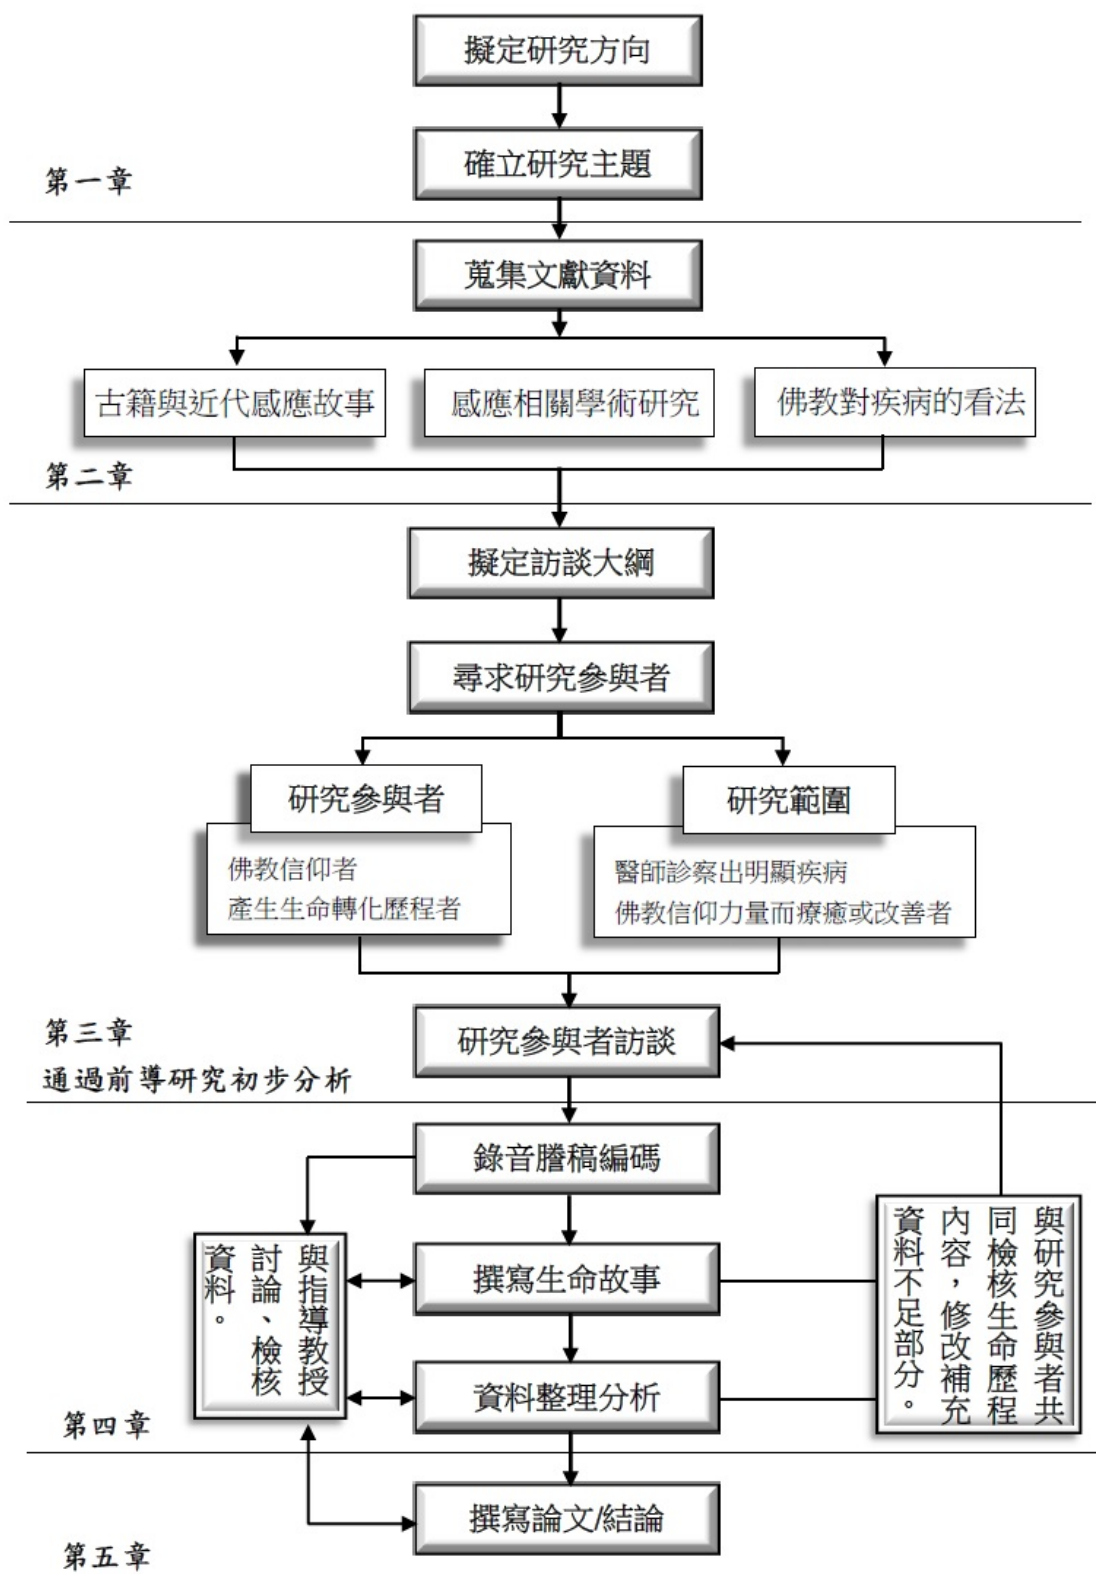 擬定研究方向
確立研究主題
第一章
蒐集文獻資料
古籍與近代感應故事
感應相關學術研究
佛教對疾病的看法
第二章
擬定訪談大綱
尋求研究參與者
研究參與者
佛教信仰者
產生生命轉化歷程者
研究範圍
醫師診察出明顯疾病
佛教信仰力量而療癒或改善者
第三章
通過前導研究初步分析
研究參與者訪談
錄音謄稿編碼
與指導教授
討論、檢核
資料。
撰寫生命故事
與研究參與者共
同檢核生命歷程
內容，修改補充
資料不足部分。
資料整理分析
第四章
撰寫論文/結論
第五章